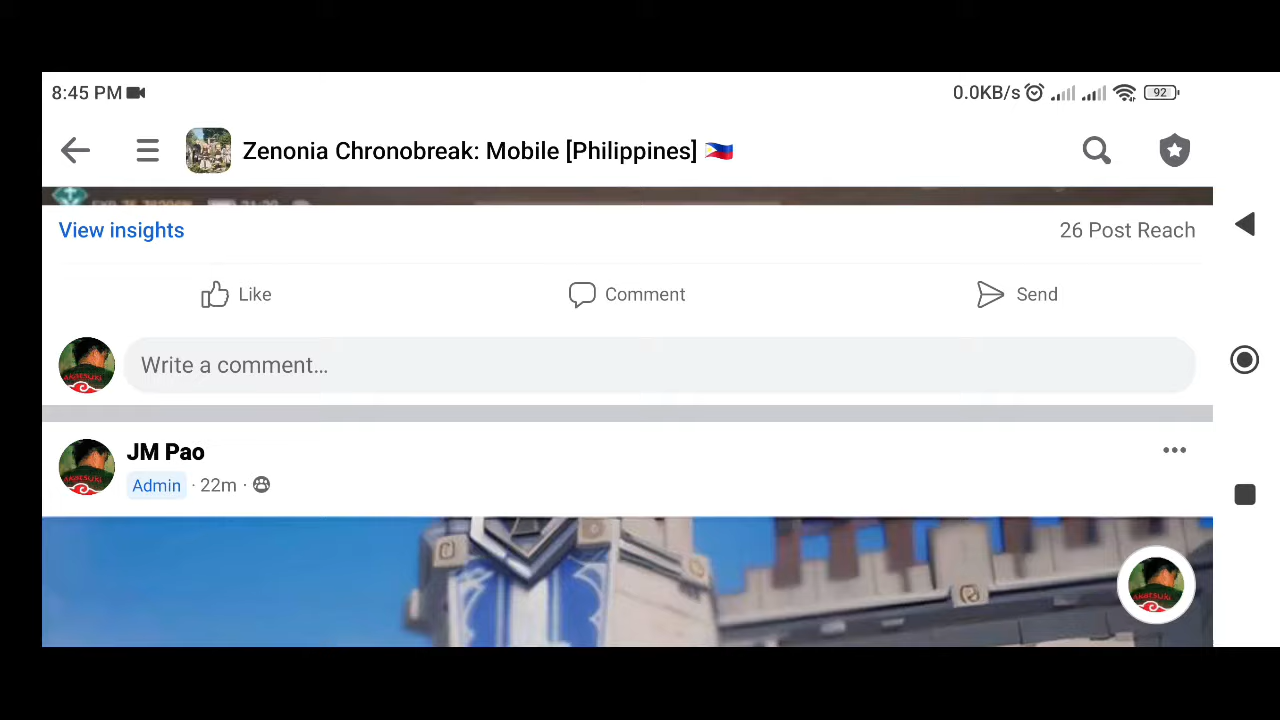 8:45 PM
0.0KB/s 92
Zenonia Chronobreak: Mobile [Philippines] 🇵🇭
View insights
26 Post Reach
Like
Comment
Send
Write a comment...
JM Pao
Admin · 22m ·